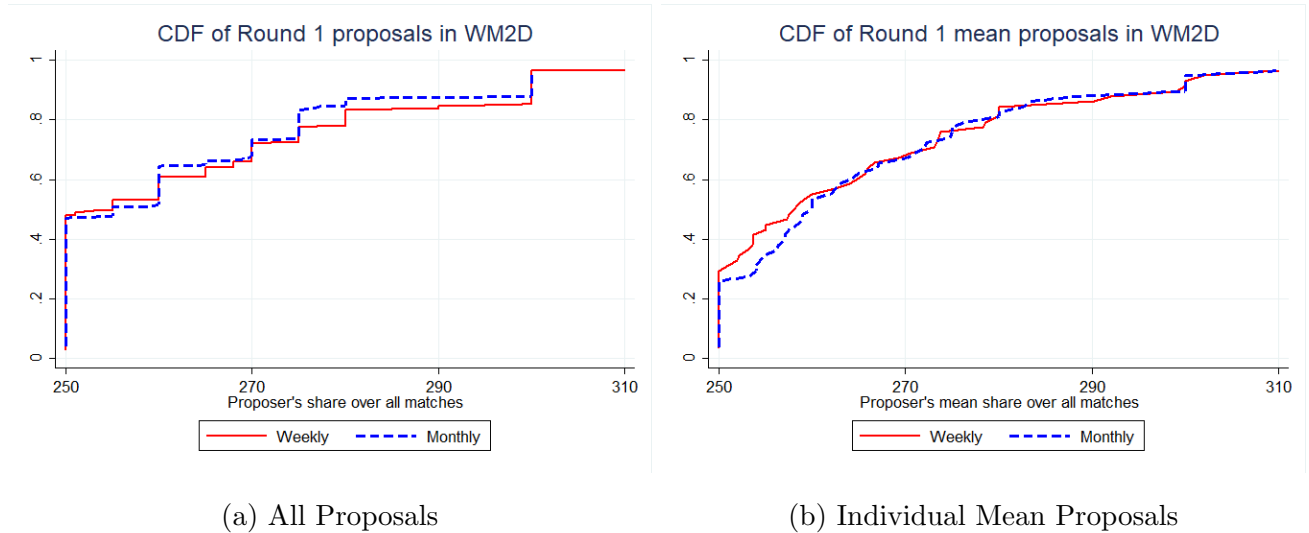 CDF of Round 1 proposals in WM2D
1
.8
.6
.4
.2
0
250 270 290 310
Proposer's share over all matches
Weekly Monthly
(a) All Proposals
CDF of Round 1 mean proposals in WM2D
1
.8
.6
.4
.2
0
250 270 290 310
Proposer's mean share over all matches
Weekly Monthly
(b) Individual Mean Proposals